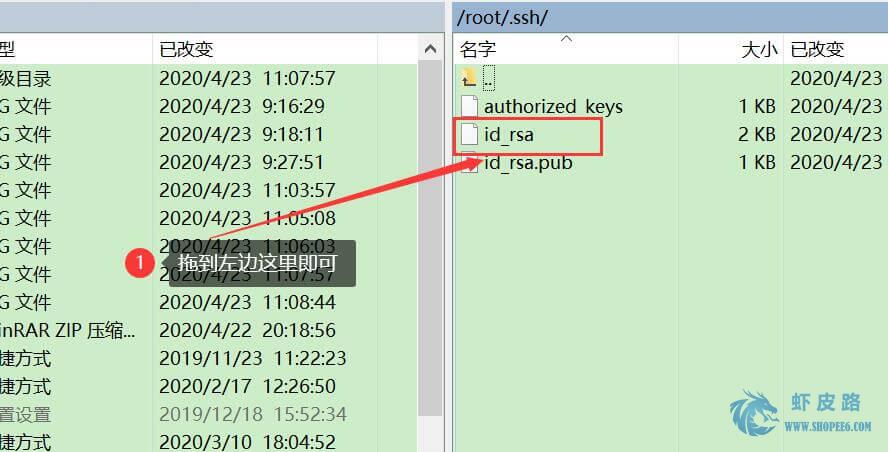 /root/.ssh/
型 已改变
级目录 2020/4/23 11:07:57
G 文件 2020/4/23 9:16:29
G 文件 2020/4/23 9:18:11
G 文件 2020/4/23 9:27:51
G 文件 2020/4/23 11:03:57
G 文件 2020/4/23 11:05:08
G 文件 2020/4/23 11:06:03
G 文件 2020/4/23 11:07:57
G 文件 2020/4/23 11:08:44
inRAR ZIP 压缩... 2020/4/22 20:18:56
捷方式 2019/11/23 11:22:23
捷方式 2020/2/17 12:26:50
置设置 2019/12/18 15:52:34
捷方式 2020/3/10 18:04:52
名字 大小 已改变
.. 2020/4/23
authorized_keys 1 KB 2020/4/23
id_rsa 2 KB 2020/4/23
id_rsa.pub 1 KB 2020/4/23
1 拖到左边这里即可
虾皮路
WWW.SHOPEE6.COM